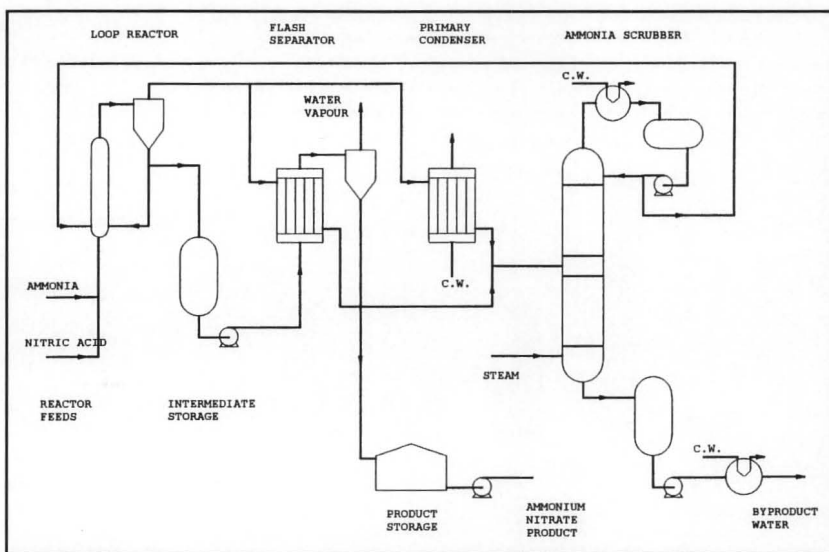 LOOP REACTOR
FLASH
SEPARATOR
PRIMARY
CONDENSER
AMMONIA SCRUBBER
C.W.
WATER
VAPOUR
C.W.
AMMONIA
NITRIC ACID
STEAM
REACTOR
FEEDS
INTERMEDIATE
STORAGE
C.W.
PRODUCT
STORAGE
AMMONIUM
NITRATE
PRODUCT
BYPRODUCT
WATER